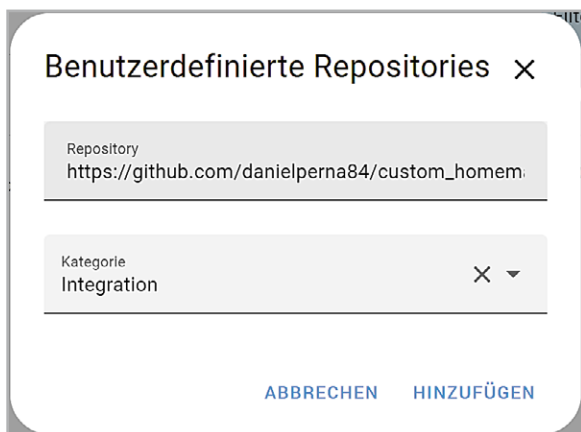 Benutzerdefinierte Repositories
Repository
https://github.com/danielperna84/custom_homem
Kategorie
Integration
ABBRECHEN HINZUFÜGEN